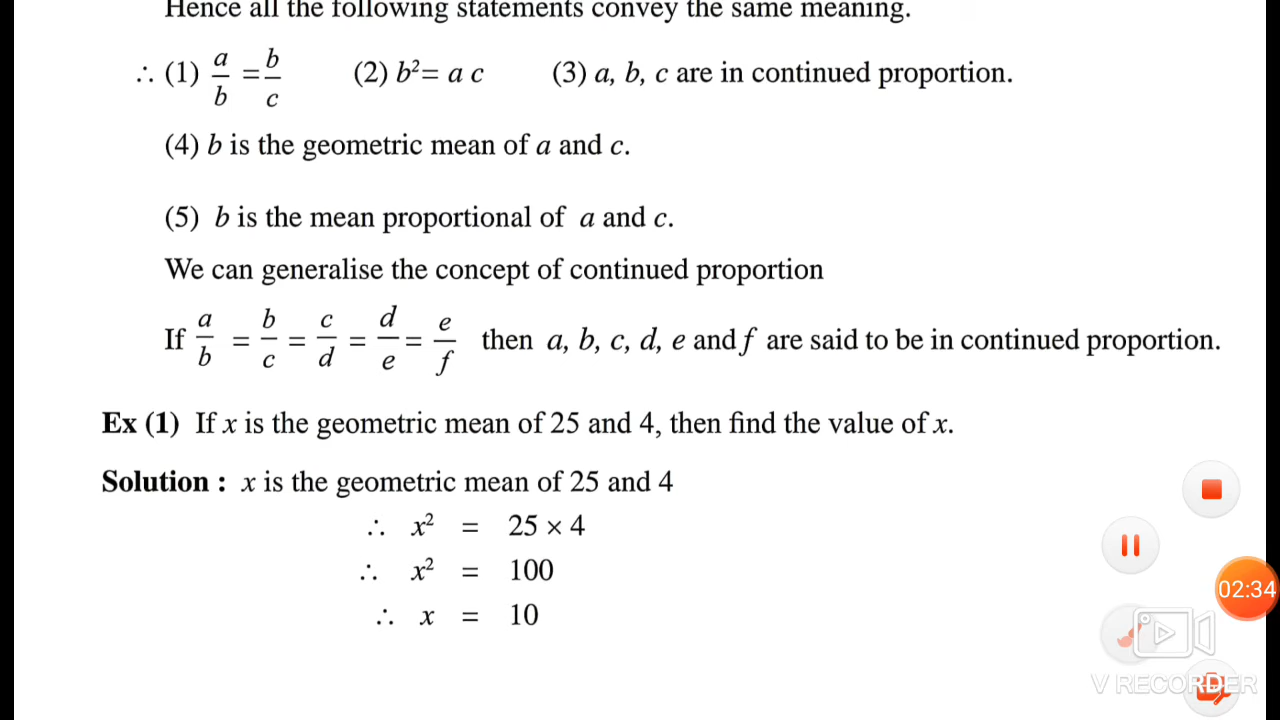 Hence all the following statements convey the same meaning.
∴ (1) a/b = b/c (2) b²= a c (3) a, b, c are in continued proportion.
(4) b is the geometric mean of a and c.
(5) b is the mean proportional of a and c.
We can generalise the concept of continued proportion
If a/b = b/c = c/d = d/e = e/f then a, b, c, d, e and f are said to be in continued proportion.
Ex (1) If x is the geometric mean of 25 and 4, then find the value of x.
Solution : x is the geometric mean of 25 and 4
∴ x² = 25 × 4
∴ x² = 100
∴ x = 10
02:34
V RECORDER